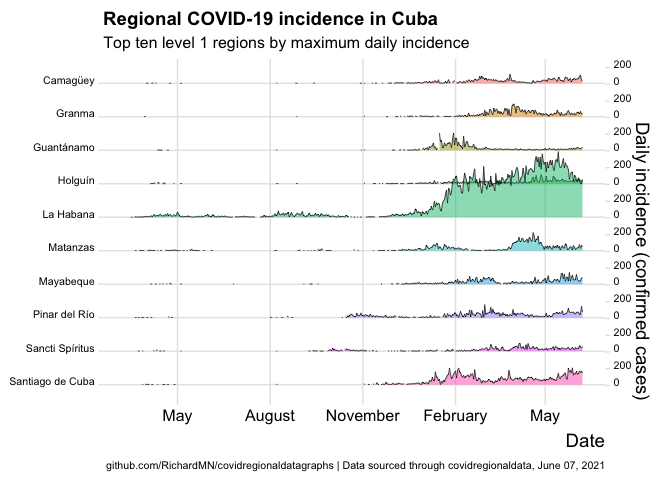 Regional COVID-19 incidence in Cuba
Top ten level 1 regions by maximum daily incidence
Camagüey
Granma
Guantánamo
Holguín
La Habana
Matanzas
Mayabeque
Pinar del Río
Sancti Spíritus
Santiago de Cuba
200
0
200
0
200
0
200
0
200
0
200
0
200
0
200
0
200
0
200
0
Daily incidence (confirmed cases)
May August November February May
Date
github.com/RichardMN/covidregionaldatagraphs | Data sourced through covidregionaldata, June 07, 2021